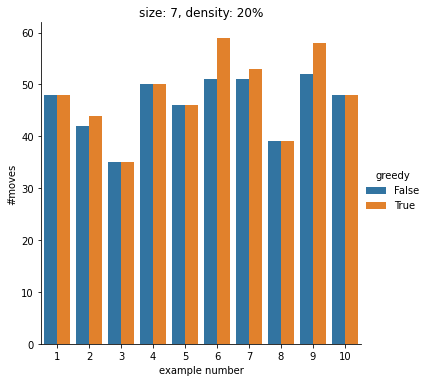 size: 7, density: 20%
60
50
40
30
20
10
0
#moves
1 2 3 4 5 6 7 8 9 10
example number
greedy
False
True